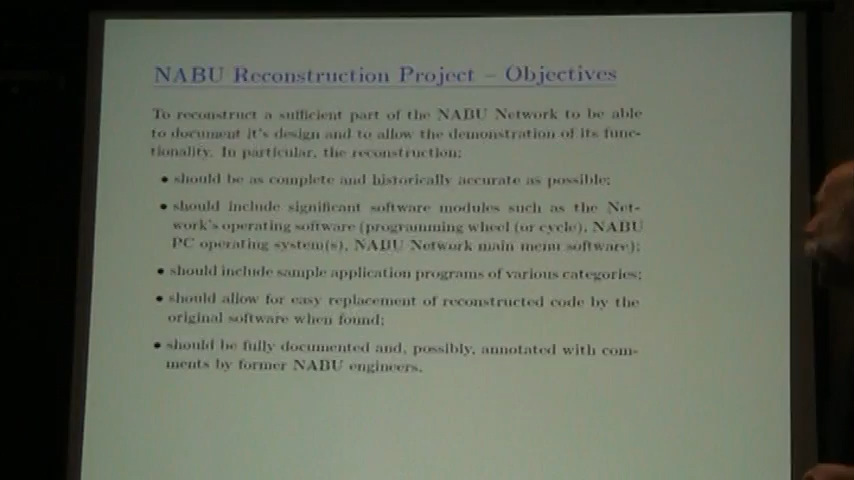 NABU Reconstruction Project – Objectives
To reconstruct a sufficient part of the NABU Network to be able
to document it's design and to allow the demonstration of its func-
tionality. In particular, the reconstruction:
• should be as complete and historically accurate as possible;
• should include significant software modules such as the Net-
work's operating software (programming wheel (or cycle), NABU
PC operating system(s), NABU Network main menu software);
• should include sample application programs of various categories;
• should allow for easy replacement of reconstructed code by the
original software when found;
• should be fully documented and, possibly, annotated with com-
ments by former NABU engineers.